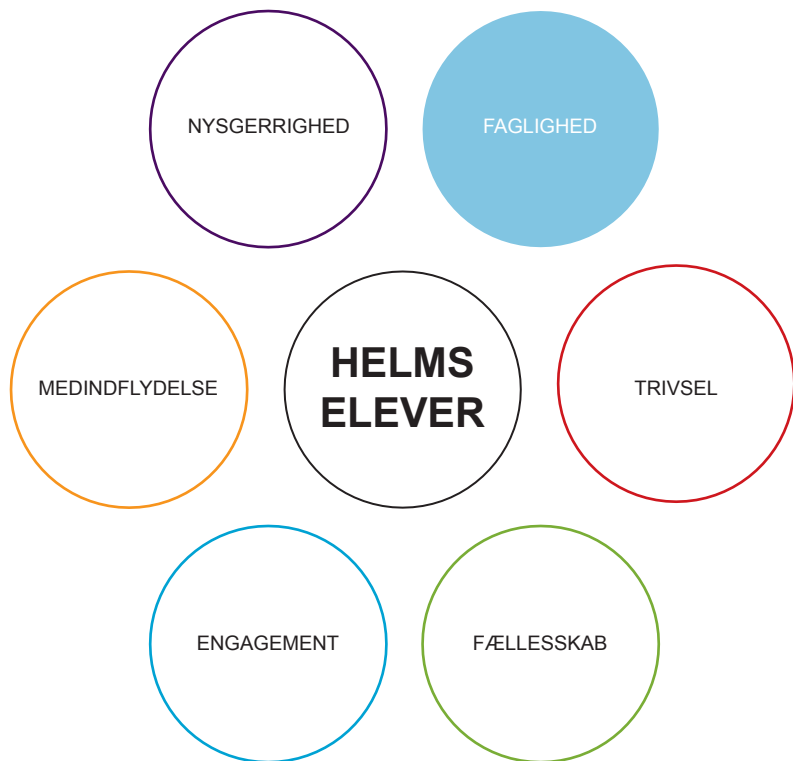 NYSGERRIGHED
FAGLIGHED
MEDINDFLYDELSE
HELMS
ELEVER
TRIVSEL
ENGAGEMENT
FÆLLESSKAB